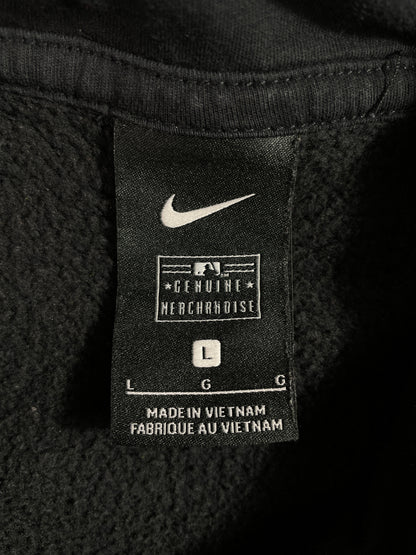 GENUINE
MERCHANDISE
L
L G G
MADE IN VIETNAM
FABRIQUE AU VIETNAM